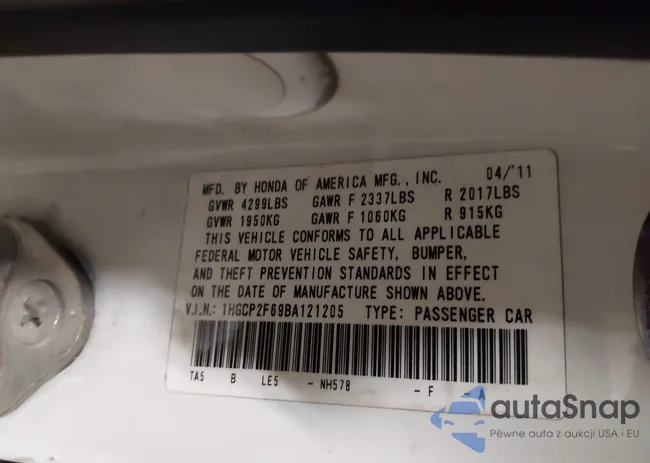 MFD. BY HONDA OF AMERICA MFG., INC. 04/'11
GVWR 4299LBS GAWR F 2337LBS R 2017LBS
GVWR 1950KG GAWR F 1060KG R 915KG
THIS VEHICLE CONFORMS TO ALL APPLICABLE
FEDERAL MOTOR VEHICLE SAFETY, BUMPER,
AND THEFT PREVENTION STANDARDS IN EFFECT
ON THE DATE OF MANUFACTURE SHOWN ABOVE.
V.I.N.: 1HGCP2F69BA121205 TYPE: PASSENGER CAR
TA5 B LE5 -NH578 -F -A
autaSnap
Pewne auta z aukcji USA i EU